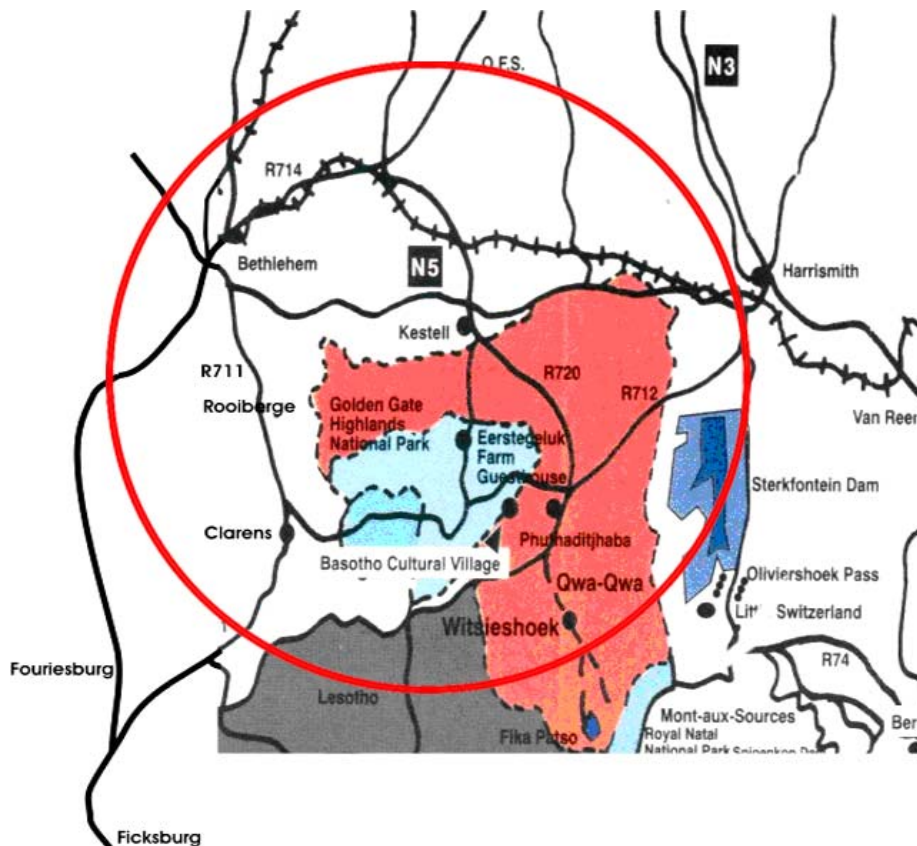 O.F.S.
N3
R714
Bethlehem
N5
Harrismith
Kestell
R711
R720
R712
Rooiberge
Golden Gate
Highlands
National Park
Van Reen
Eerstegeluk
Farm
Guesthouse
Sterkfontein Dam
Clarens
Phuthaditjhaba
Basotho Cultural Village
Qwa-Qwa
Oliviershoek Pass
Switzerland
Witsieshoek
Fouriesburg
R74
Lesotho
Mont-aux-Sources
Royal Natal
National Park
Fika Patso
Ber
Ficksburg